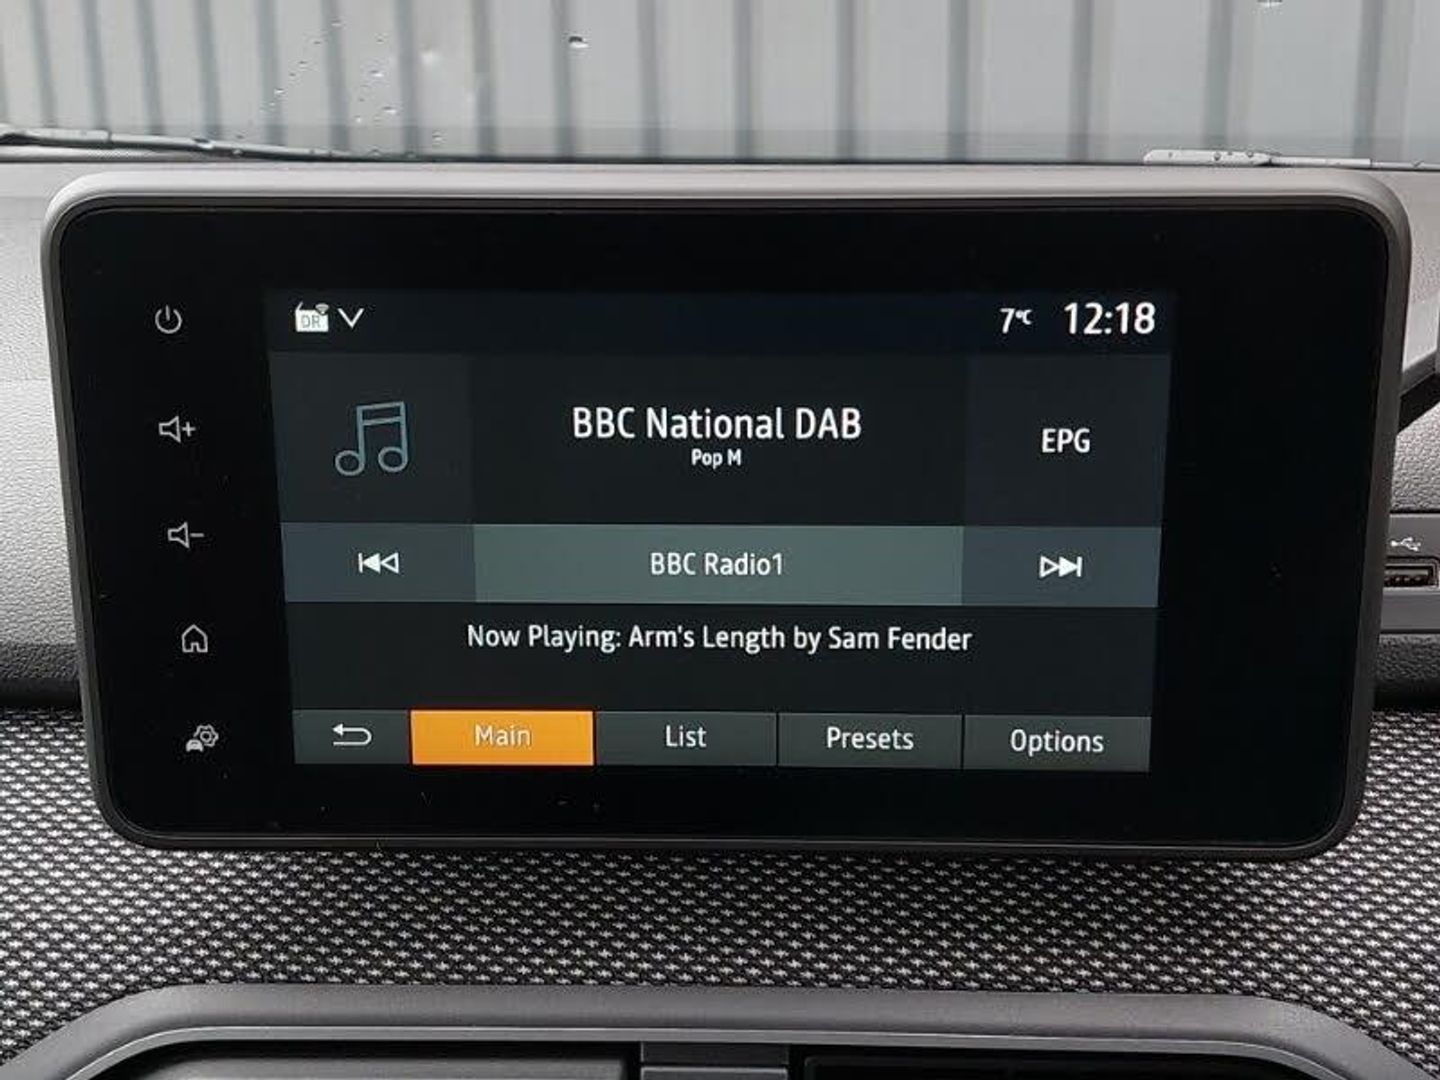 DR
7°C 12:18
BBC National DAB
Pop M
EPG
BBC Radio1
Now Playing: Arm's Length by Sam Fender
Main List Presets Options